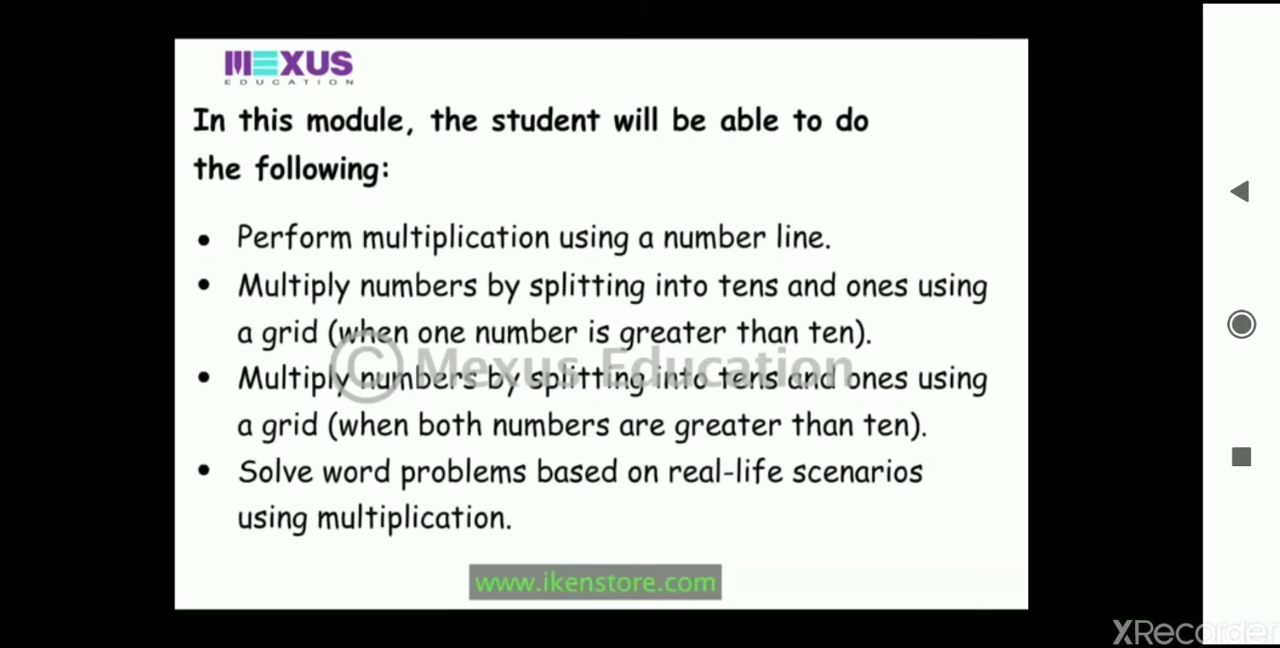 MEXUS
EDUCATION
In this module, the student will be able to do
the following:
• Perform multiplication using a number line.
• Multiply numbers by splitting into tens and ones using
a grid (when one number is greater than ten).
© Mexus Education
• Multiply numbers by splitting into tens and ones using
a grid (when both numbers are greater than ten).
• Solve word problems based on real-life scenarios
using multiplication.
www.ikenstore.com
XRecorder